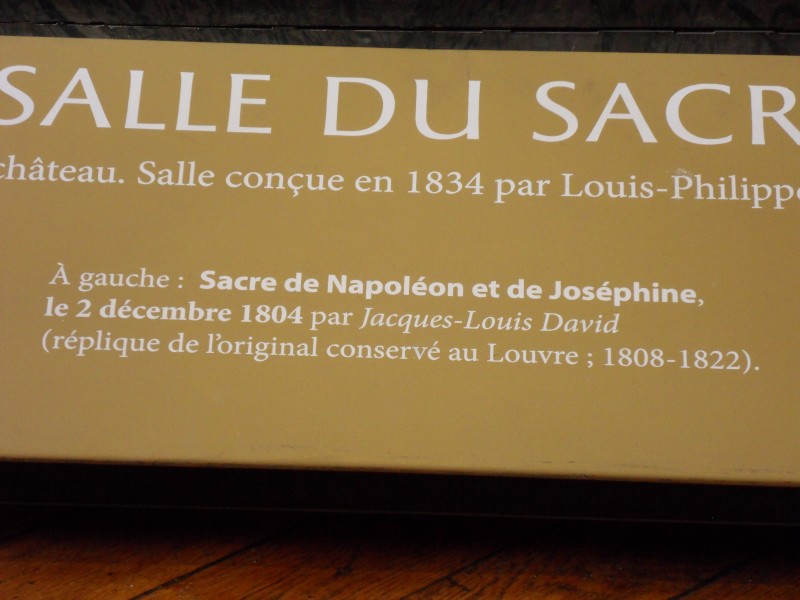 SALLE DU SACR
château. Salle conçue en 1834 par Louis-Philippe
À gauche : Sacre de Napoléon et de Joséphine,
le 2 décembre 1804 par Jacques-Louis David
(réplique de l'original conservé au Louvre ; 1808-1822).